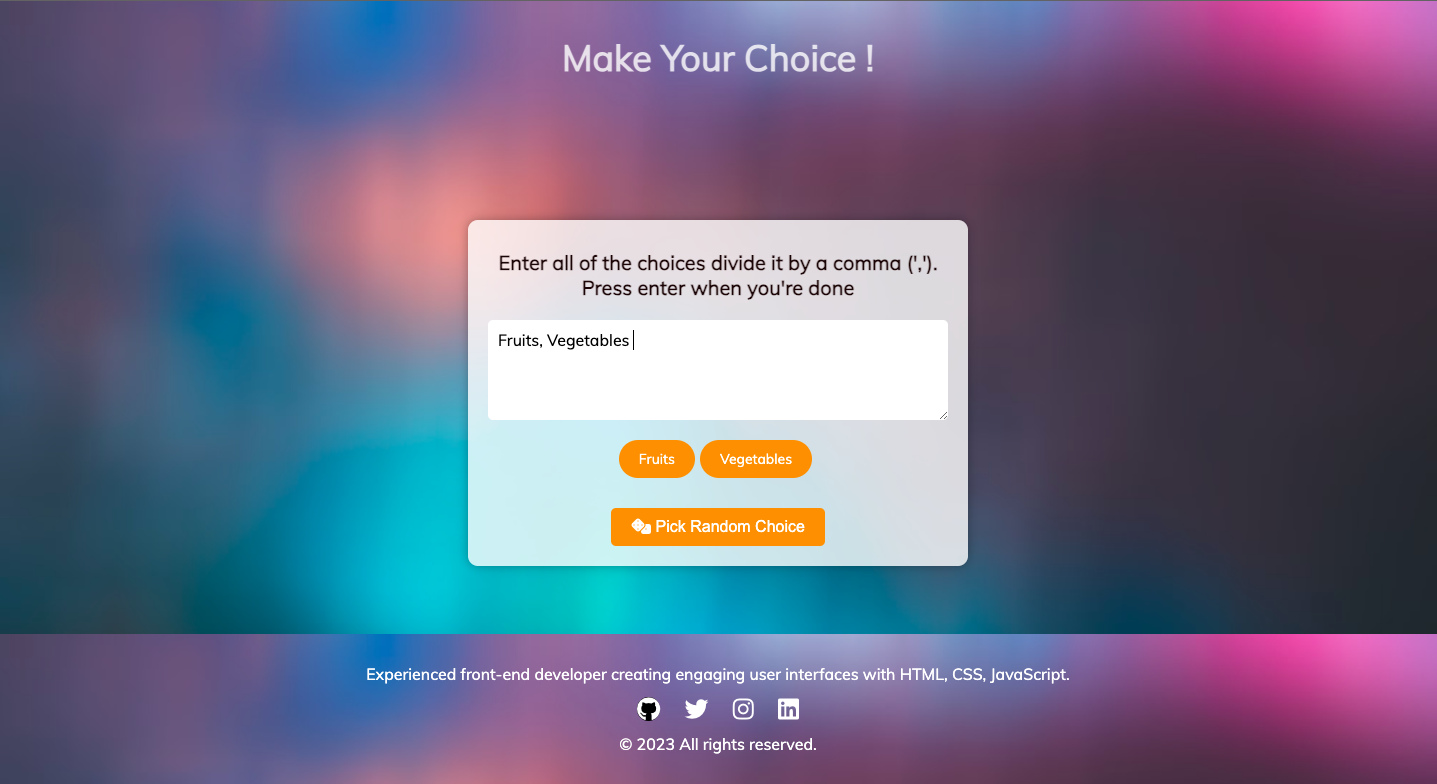 Make Your Choice !
Enter all of the choices divide it by a comma (',').
Press enter when you're done
Fruits, Vegetables
Fruits
Vegetables
Pick Random Choice
Experienced front-end developer creating engaging user interfaces with HTML, CSS, JavaScript.
© 2023 All rights reserved.